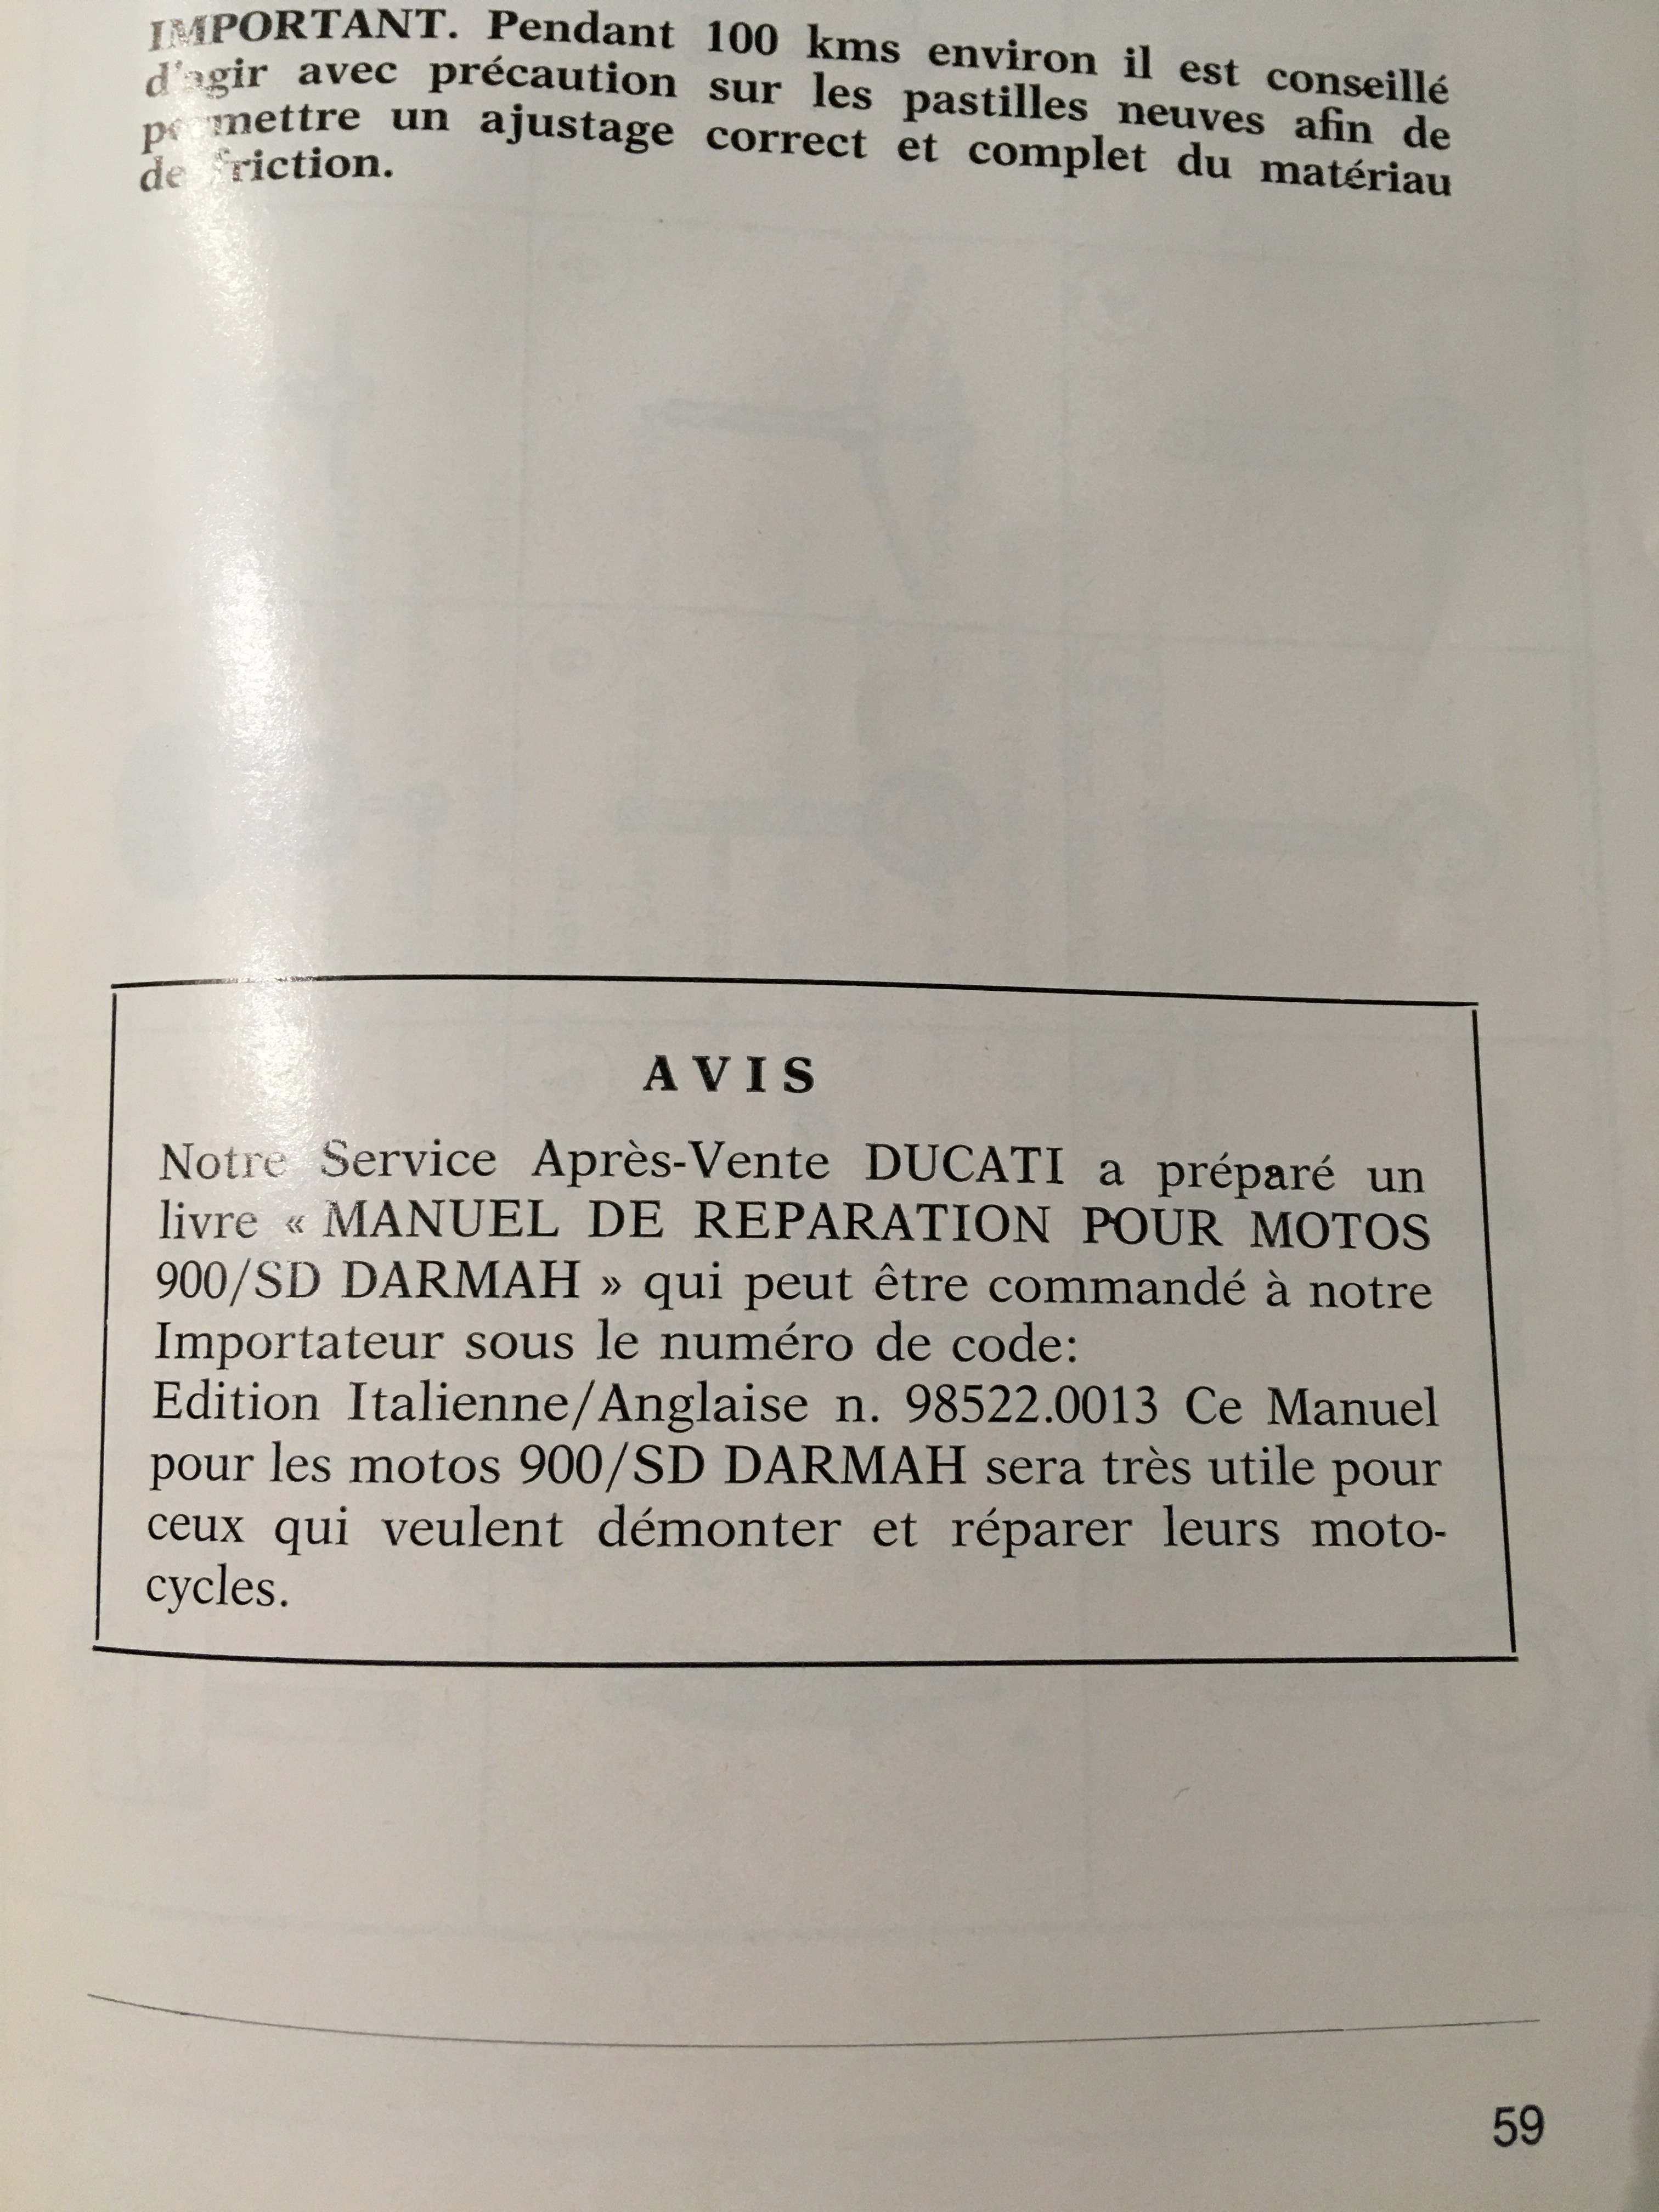 IMPORTANT. Pendant 100 kms environ il est conseillé
d'agir avec précaution sur les pastilles neuves afin de
permettre un ajustage correct et complet du matériau
de friction.
AVIS
Notre Service Après-Vente DUCATI a préparé un
livre « MANUEL DE REPARATION POUR MOTOS
900/SD DARMAH » qui peut être commandé à notre
Importateur sous le numéro de code:
Edition Italienne/Anglaise n. 98522.0013 Ce Manuel
pour les motos 900/SD DARMAH sera très utile pour
ceux qui veulent démonter et réparer leurs moto-
cycles.
59